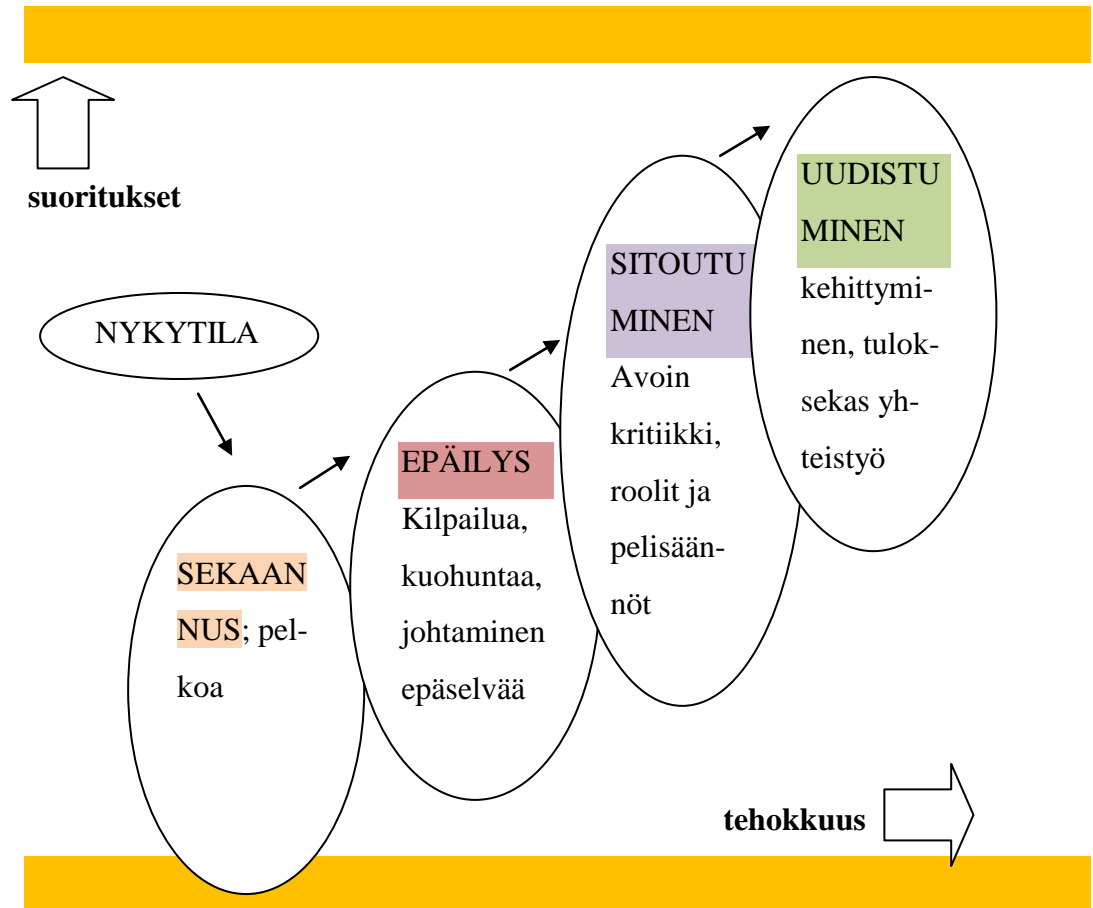 suoritukset
NYKYTILA
SEKAAN
NUS; pel-
koa
EPÄILYS
Kilpailua,
kuohuntaa,
johtaminen
epäselvää
SITOUTU
MINEN
Avoin
kritiikki,
roolit ja
pelisään-
nöt
UUDISTU
MINEN
kehittymi-
nen, tulok-
sekas yh-
teistyö
tehokkuus